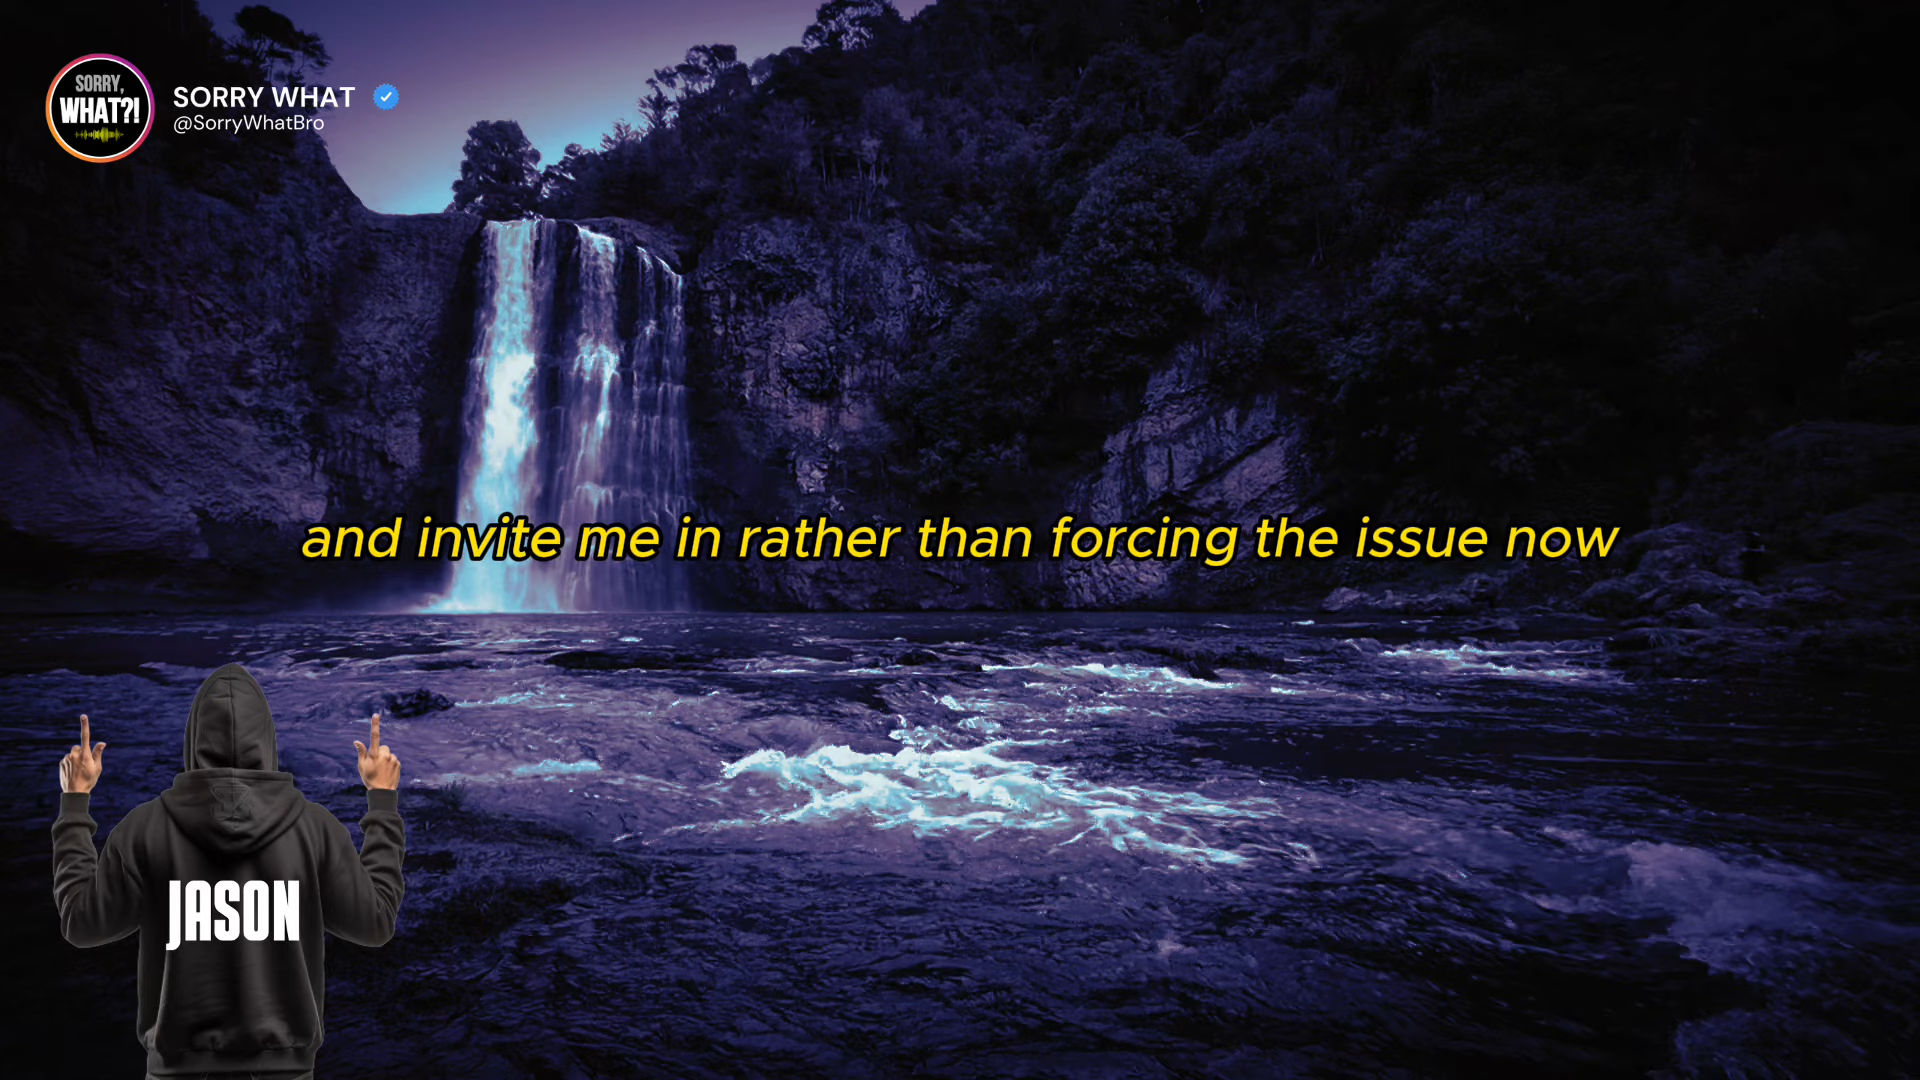 SORRY,
WHAT?!
SORRY WHAT
@SorryWhatBro
and invite me in rather than forcing the issue now
JASON